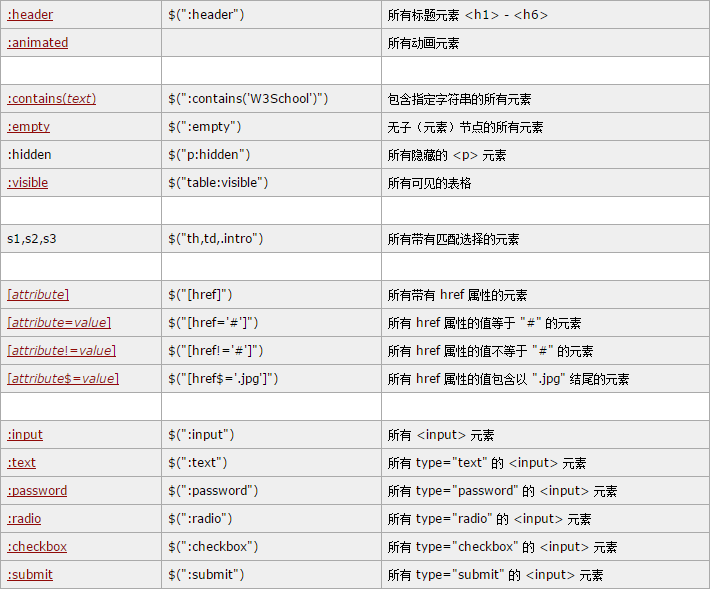 :header $(":header") 所有标题元素 <h1> - <h6>
:animated 所有动画元素
:contains(text) $(":contains('W3School')") 包含指定字符串的所有元素
:empty $(":empty") 无子（元素）节点的所有元素
:hidden $("p:hidden") 所有隐藏的 <p> 元素
:visible $("table:visible") 所有可见的表格
s1,s2,s3 $("th,td,.intro") 所有带有匹配选择的元素
[attribute] $("[href]") 所有带有 href 属性的元素
[attribute=value] $("[href='#']") 所有 href 属性的值等于 "#" 的元素
[attribute!=value] $("[href!='#']") 所有 href 属性的值不等于 "#" 的元素
[attribute$=value] $("[href$='.jpg']") 所有 href 属性的值包含以 ".jpg" 结尾的元素
:input $(":input") 所有 <input> 元素
:text $(":text") 所有 type="text" 的 <input> 元素
:password $(":password") 所有 type="password" 的 <input> 元素
:radio $(":radio") 所有 type="radio" 的 <input> 元素
:checkbox $(":checkbox") 所有 type="checkbox" 的 <input> 元素
:submit $(":submit") 所有 type="submit" 的 <input> 元素